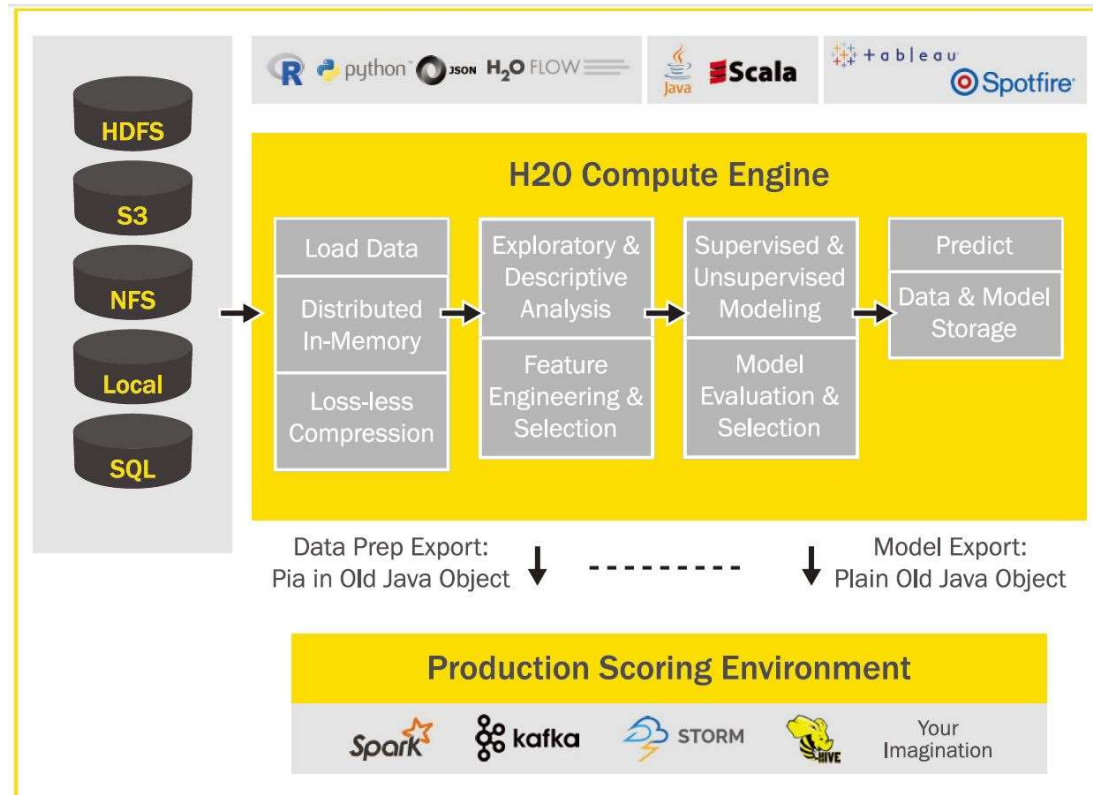 HDFS
S3
NFS
Local
SQL
R python™ JSON H2O FLOW
Java Scala
+ableau
Spotfire®
H20 Compute Engine
Load Data
Distributed
In-Memory
Loss-less
Compression
Exploratory &
Descriptive
Analysis
Feature
Engineering &
Selection
Supervised &
Unsupervised
Modeling
Model
Evaluation &
Selection
Predict
Data & Model
Storage
Data Prep Export:
Pia in Old Java Object
Model Export:
Plain Old Java Object
Production Scoring Environment
Spark kafka STORM HIVE
Your
Imagination